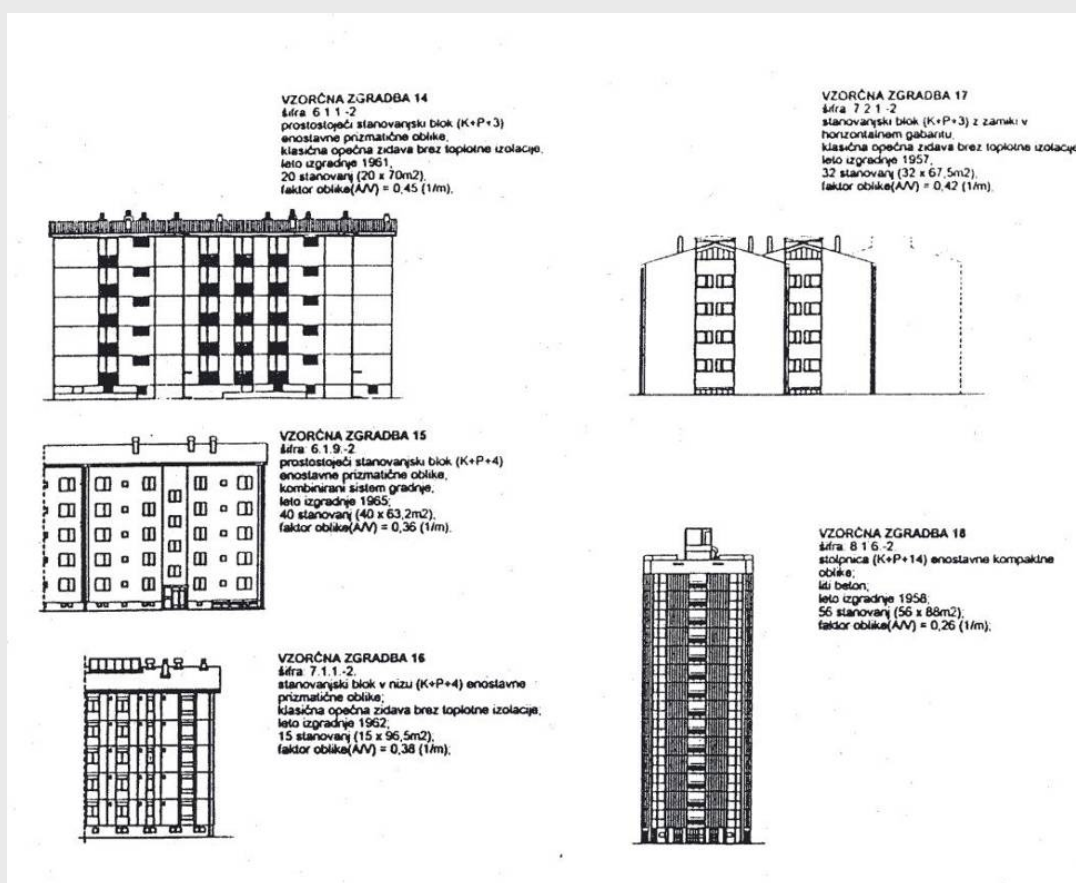 VZORČNA ZGRADBA 14
šifra 6 1 1 -2
prostostoječi stanovanjski blok (K+P+3)
enostavne prizmatične oblike,
klasična opečna zidava brez toplotne izolacije,
leto izgradnje 1961,
20 stanovanj (20 x 70m2),
faktor oblike(A/V) = 0,45 (1/m),
VZORČNA ZGRADBA 15
šifra: 6.1.9.-2
prostostoječi stanovanjski blok (K+P+4)
enostavne prizmatične oblike,
kombinirani sistem gradnje,
leto izgradnje 1965;
40 stanovanj (40 x 63,2m2),
faktor oblike(A/V) = 0,36 (1/m).
VZORČNA ZGRADBA 16
šifra: 7.1.1.-2.
stanovanjski blok v nizu (K+P+4) enostavne
prizmatične oblike;
klasična opečna zidava brez toplotne izolacije;
leto izgradnje 1962;
15 stanovanj (15 x 96,5m2);
faktor oblike(A/V) = 0,38 (1/m);
VZORČNA ZGRADBA 17
šifra 7 2 1 -2
stanovanjski blok (K+P+3) z zamiki v
horizontalnem gabaritu,
klasična opečna zidava brez toplotne izolacije
leto izgradnje 1957,
32 stanovanj (32 x 67,5m2),
faktor oblike(A/V) = 0,42 (1/m),
VZORČNA ZGRADBA 18
šifra 8 1 6 -2
stolpnica (K+P+14) enostavne kompaktne
oblike;
liti beton;
leto izgradnje 1958;
56 stanovanj (56 x 88m2);
faktor oblike(A/V) = 0,26 (1/m);